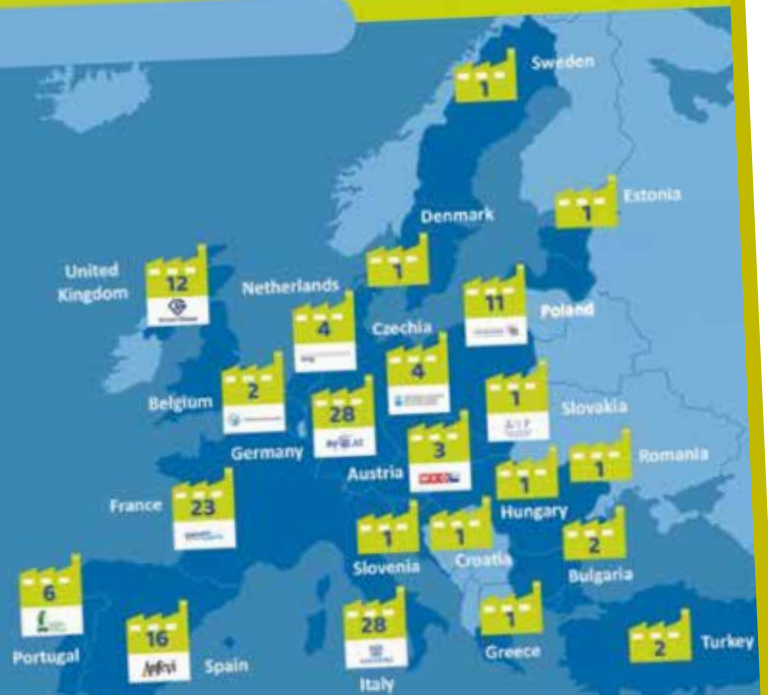 Sweden
1
Estonia
1
Denmark
1
United
Kingdom
12
Netherlands
4
Poland
11
Czechia
4
Belgium
2
Germany
28
Slovakia
1
Austria
3
Romania
1
Hungary
1
France
23
Slovenia
1
Croatia
1
Bulgaria
2
Portugal
6
Spain
16
Italy
28
Greece
1
Turkey
2